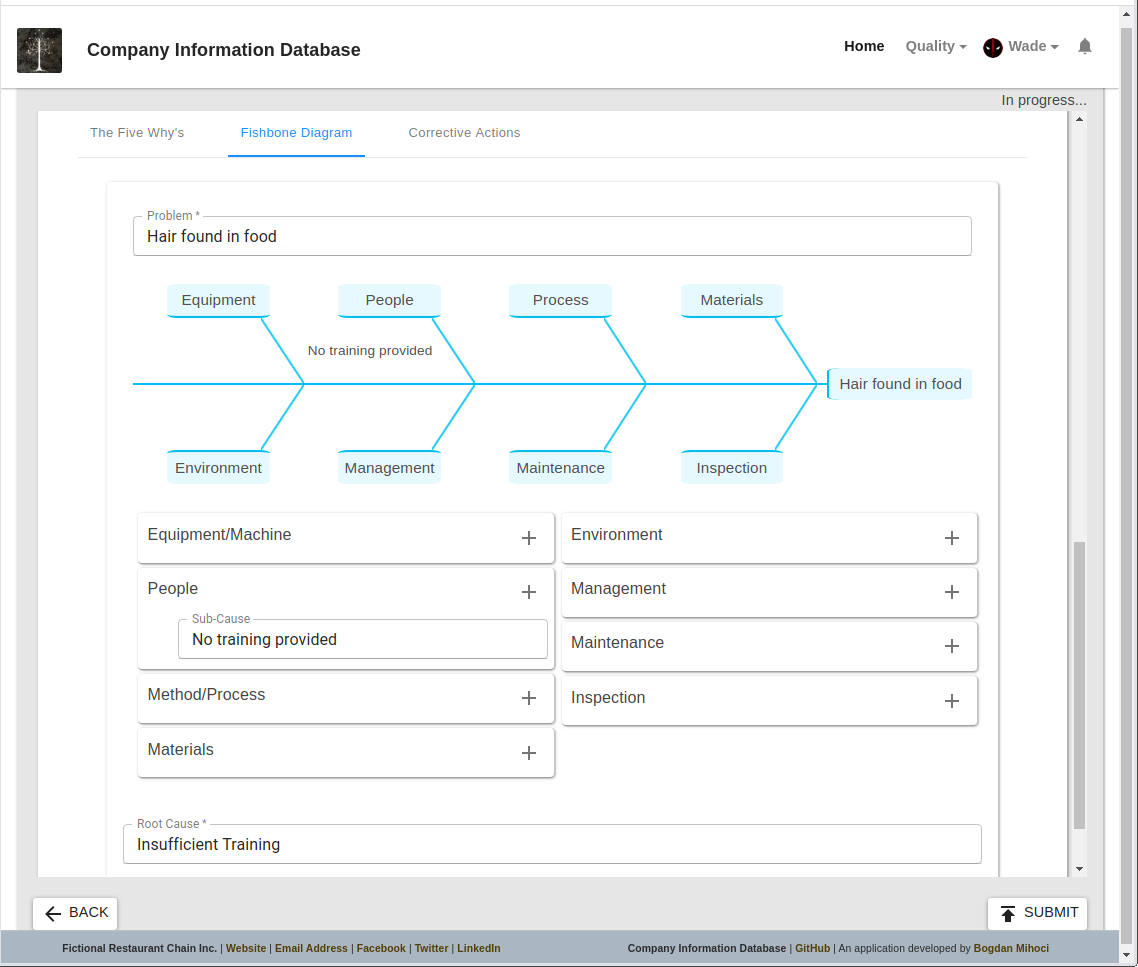 Company Information Database
Home Quality Wade
In progress...
The Five Why's Fishbone Diagram Corrective Actions
Problem *
Hair found in food
Equipment People Process Materials
No training provided
Hair found in food
Environment Management Maintenance Inspection
Equipment/Machine
Environment
People
Management
Sub-Cause
No training provided
Maintenance
Method/Process
Inspection
Materials
Root Cause *
Insufficient Training
BACK SUBMIT
Fictional Restaurant Chain Inc. | Website | Email Address | Facebook | Twitter | LinkedIn
Company Information Database | GitHub | An application developed by Bogdan Mihoci